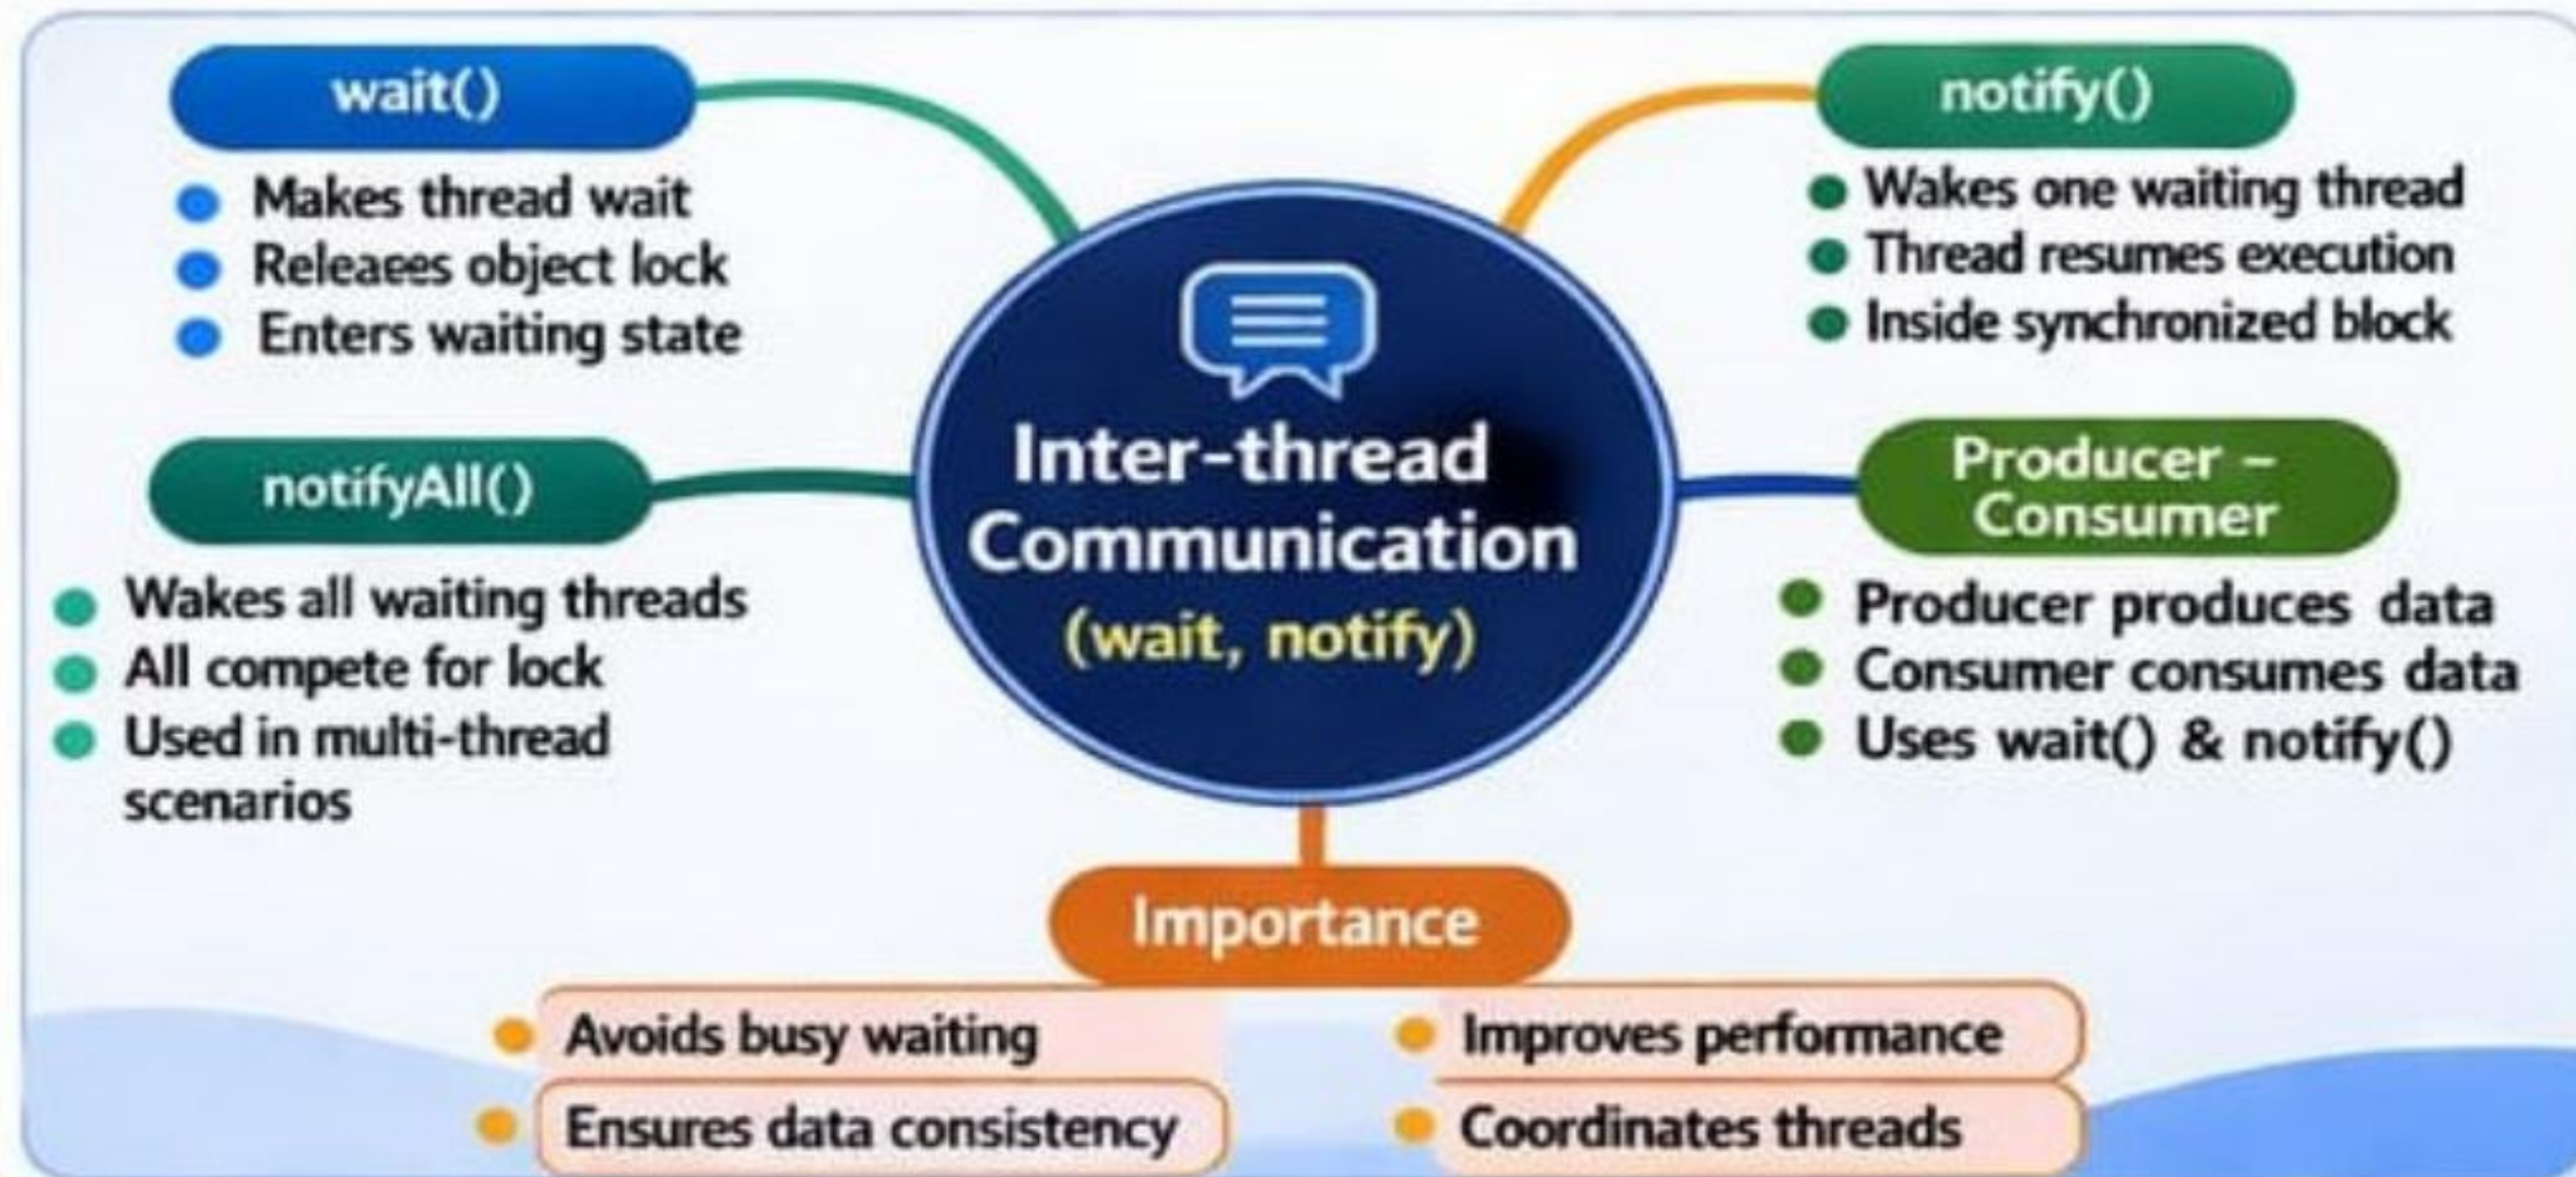 wait()
Makes thread wait
Releaees object lock
Enters waiting state
notify()
Wakes one waiting thread
Thread resumes execution
Inside synchronized block
Inter-thread
Communication
(wait, notify)
notifyAll()
Wakes all waiting threads
All compete for lock
Used in multi-thread
scenarios
Producer –
Consumer
Producer produces data
Consumer consumes data
Uses wait() & notify()
Importance
Avoids busy waiting
Improves performance
Ensures data consistency
Coordinates threads